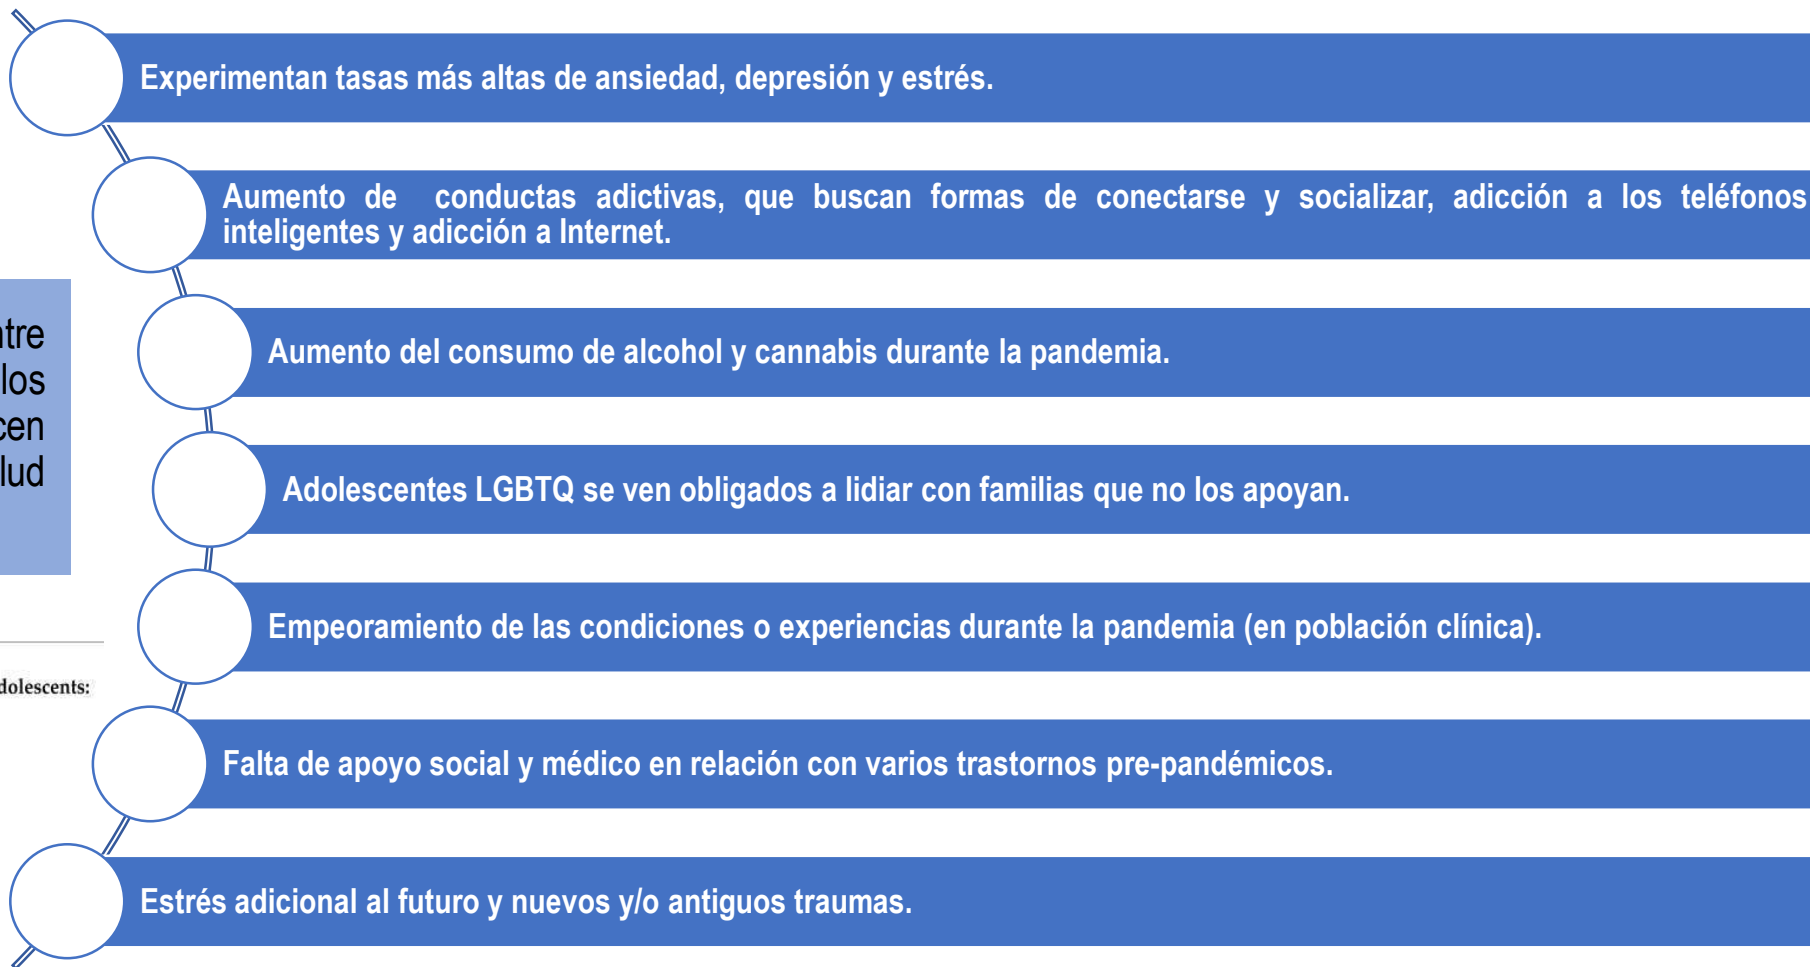 Experimentan tasas más altas de ansiedad, depresión y estrés.
Aumento de conductas adictivas, que buscan formas de conectarse y socializar, adicción a los teléfonos
inteligentes y adicción a Internet.
Aumento del consumo de alcohol y cannabis durante la pandemia.
Adolescentes LGBTQ se ven obligados a lidiar con familias que no los apoyan.
Empeoramiento de las condiciones o experiencias durante la pandemia (en población clínica).
Falta de apoyo social y médico en relación con varios trastornos pre-pandémicos.
Estrés adicional al futuro y nuevos y/o antiguos traumas.
ntre
los
cen
lud
dolescents: